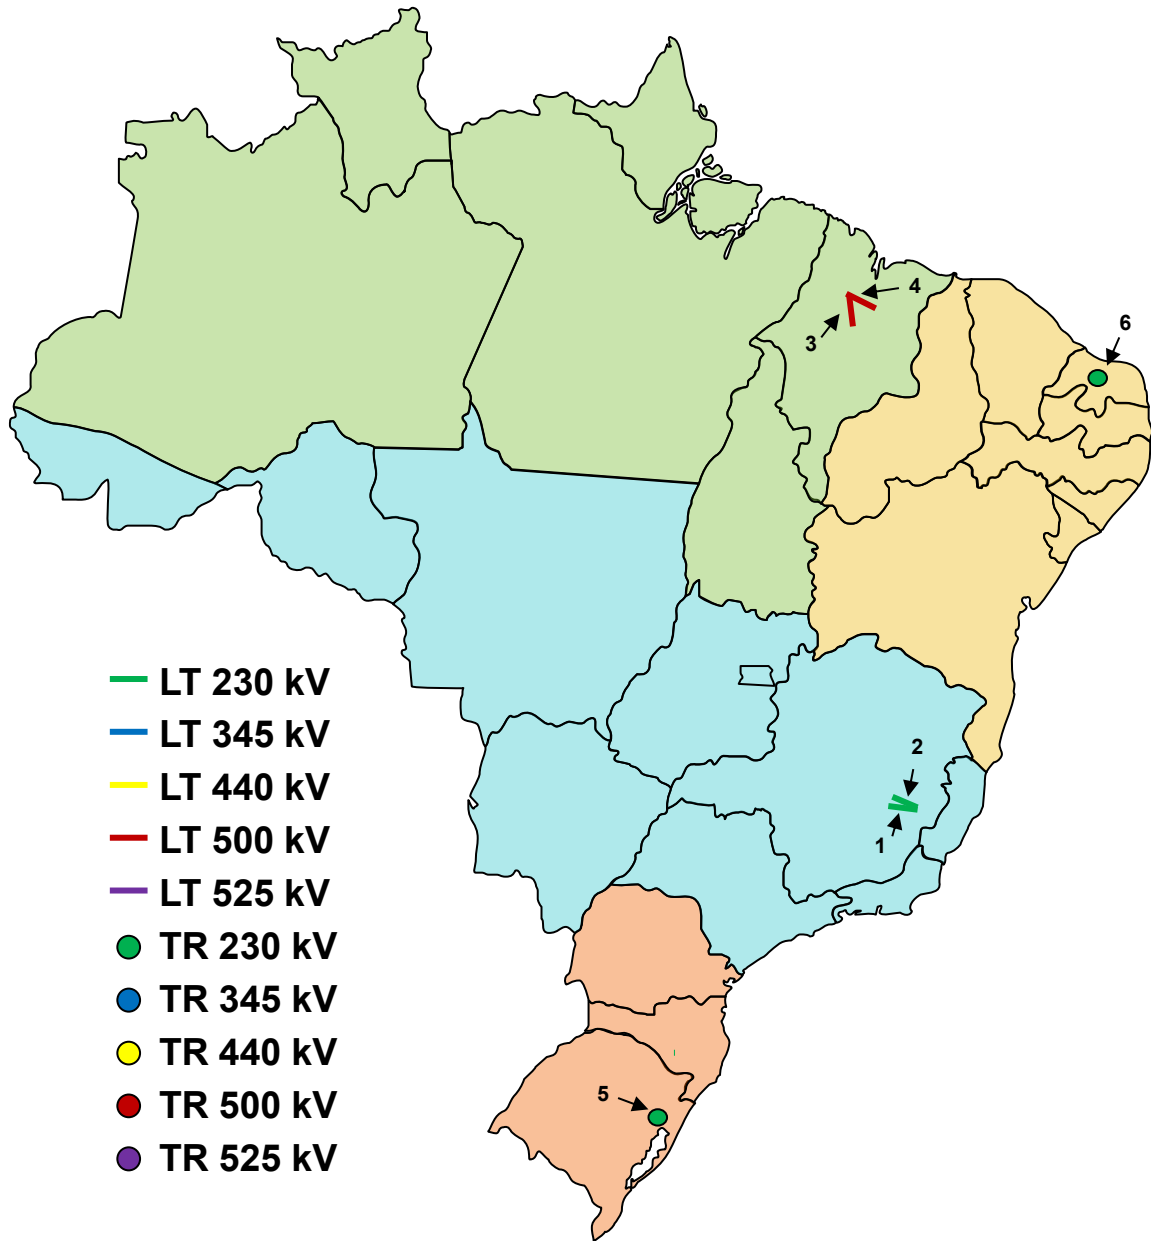 4
3
6
LT 230 kV
LT 345 kV
LT 440 kV
LT 500 kV
LT 525 kV
TR 230 kV
TR 345 kV
TR 440 kV
TR 500 kV
TR 525 kV
2
1
5